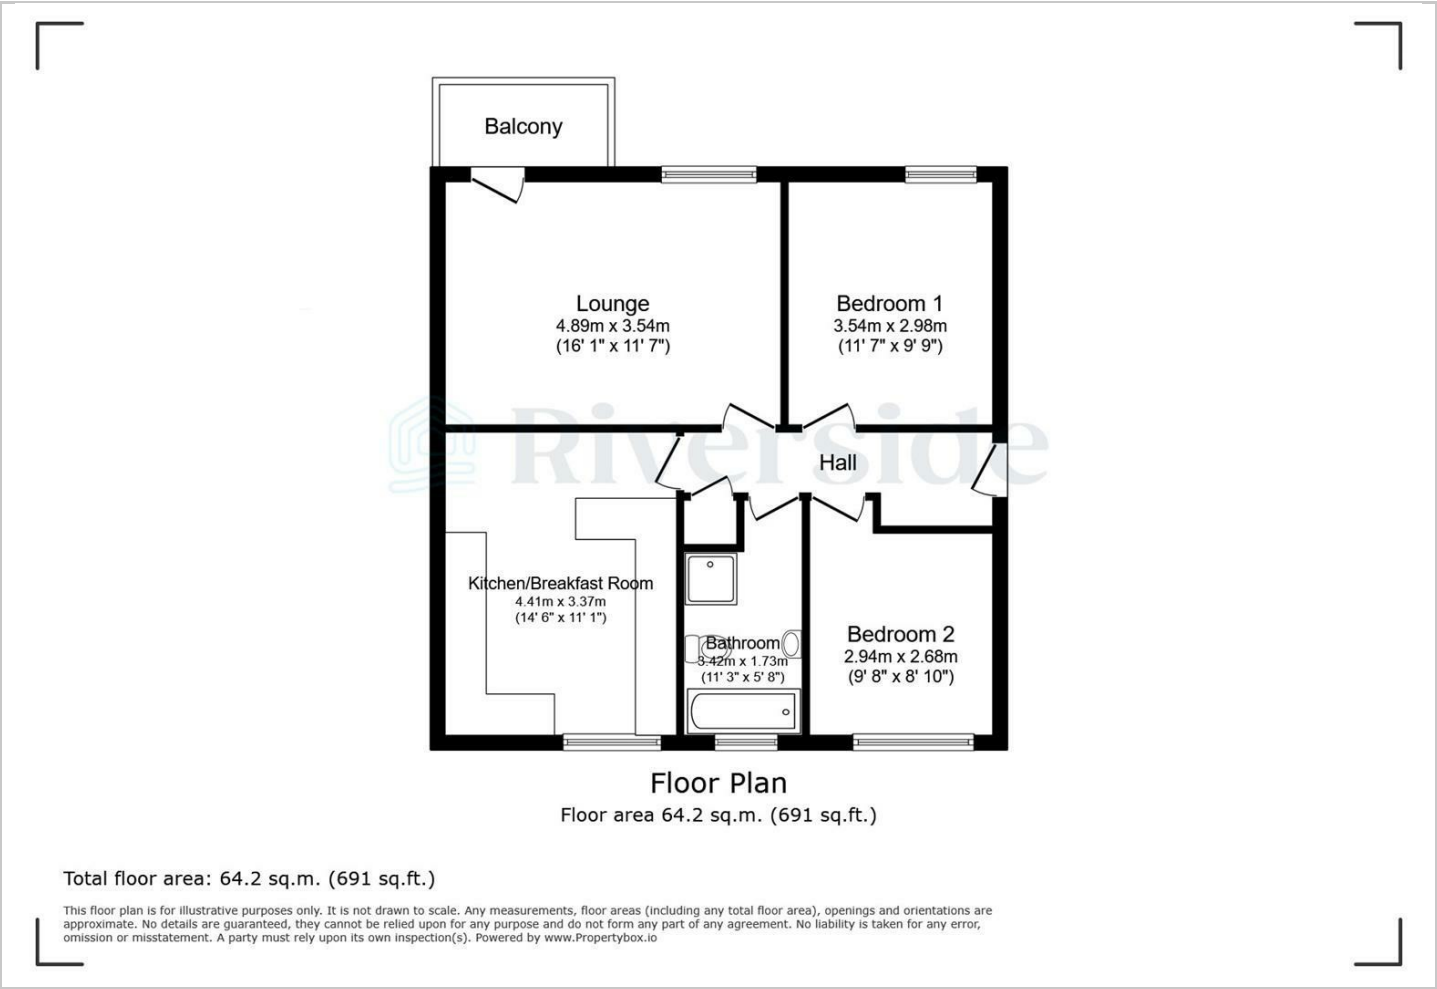 Balcony
Lounge
4.89m x 3.54m
(16' 1" x 11' 7")
Bedroom 1
3.54m x 2.98m
(11' 7" x 9' 9")
Riverside
Hall
Kitchen/Breakfast Room
4.41m x 3.37m
(14' 6" x 11' 1")
Bathroom
3.42m x 1.73m
(11' 3" x 5' 8")
Bedroom 2
2.94m x 2.68m
(9' 8" x 8' 10")
Floor Plan
Floor area 64.2 sq.m. (691 sq.ft.)
Total floor area: 64.2 sq.m. (691 sq.ft.)
This floor plan is for illustrative purposes only. It is not drawn to scale. Any measurements, floor areas (including any total floor area), openings and orientations are
approximate. No details are guaranteed, they cannot be relied upon for any purpose and do not form any part of any agreement. No liability is taken for any error,
omission or misstatement. A party must rely upon its own inspection(s). Powered by www.Propertybox.io